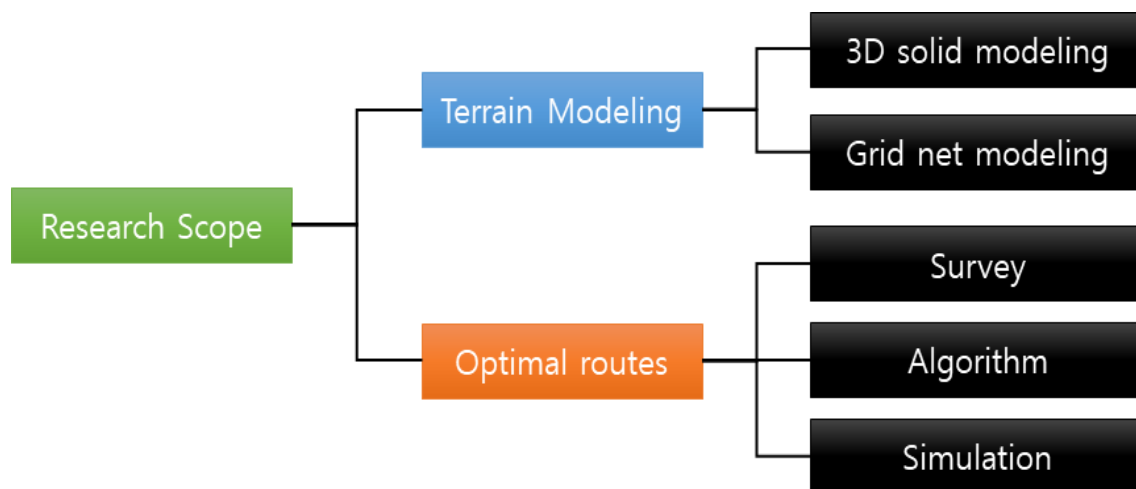 Research Scope
Terrain Modeling
3D solid modeling
Grid net modeling
Optimal routes
Survey
Algorithm
Simulation